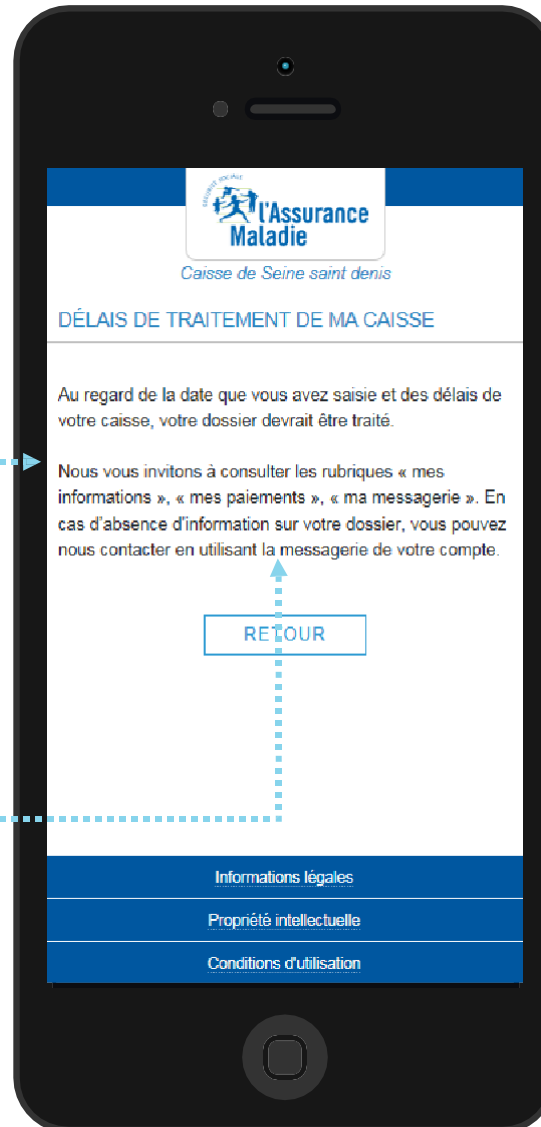 SÉCURITÉ SOCIALE
l'Assurance
Maladie
Caisse de Seine saint denis
DÉLAIS DE TRAITEMENT DE MA CAISSE
Au regard de la date que vous avez saisie et des délais de
votre caisse, votre dossier devrait être traité.
Nous vous invitons à consulter les rubriques « mes
informations », « mes paiements », « ma messagerie ». En
cas d'absence d'information sur votre dossier, vous pouvez
nous contacter en utilisant la messagerie de votre compte.
RETOUR
Informations légales
Propriété intellectuelle
Conditions d'utilisation